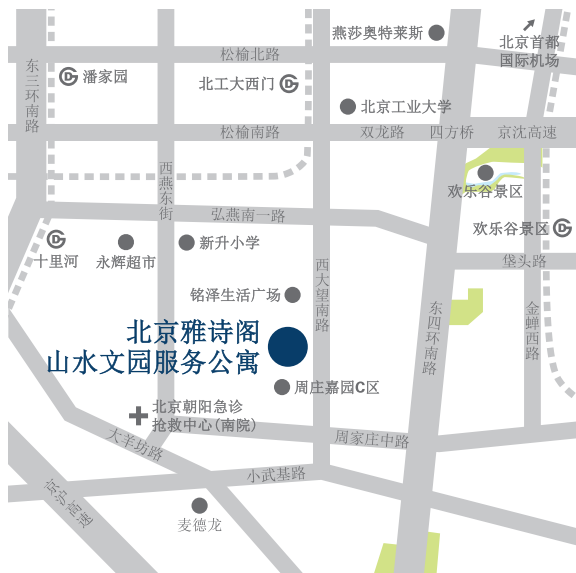 燕莎奥特莱斯
北京首都
国际机场
松榆北路
东三环南路
潘家园
北工大西门
北京工业大学
松榆南路
双龙路
四方桥
京沈高速
西燕东街
欢乐谷景区
弘燕南一路
欢乐谷景区
十里河
永辉超市
新升小学
垡头路
西大望南路
铭泽生活广场
东四环南路
金蝉西路
北京雅诗阁
山水文园服务公寓
周庄嘉园C区
北京朝阳急诊
抢救中心(南院)
大羊坊路
周家庄中路
小武基路
京沪高速
麦德龙